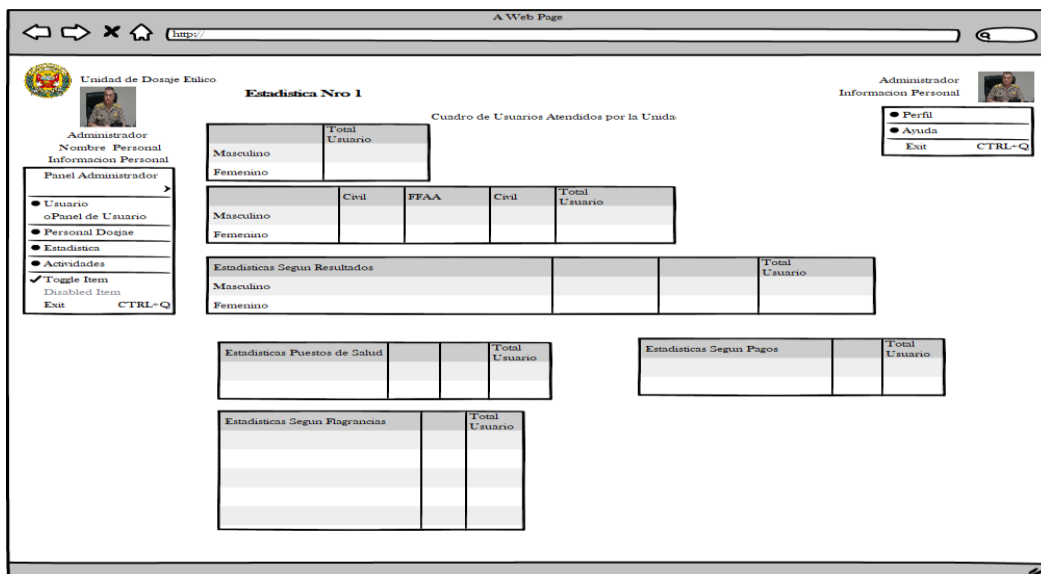 A Web Page
http://
Unidad de Dosaje Etilico
Administrador
Nombre Personal
Informacion Personal
Panel Administrador
Usuario
oPanel de Usuario
Personal Dosjae
Estadistica
Actividades
Toggle Item
Disabled Item
Exit CTRL+Q
Estadistica Nro 1
Cuadro de Usuarios Atendidos por la Unida
Total
Usuario
Masculino
Femenino
Civil FFAA Civil Total
Usuario
Masculino
Femenino
Estadisticas Segun Resultados Total
Usuario
Masculino
Femenino
Estadisticas Puestos de Salud Total
Usuario
Estadisticas Segun Pagos Total
Usuario
Estadisticas Segun Flagrancias Total
Usuario
Administrador
Informacion Personal
Perfil
Ayuda
Exit CTRL+Q